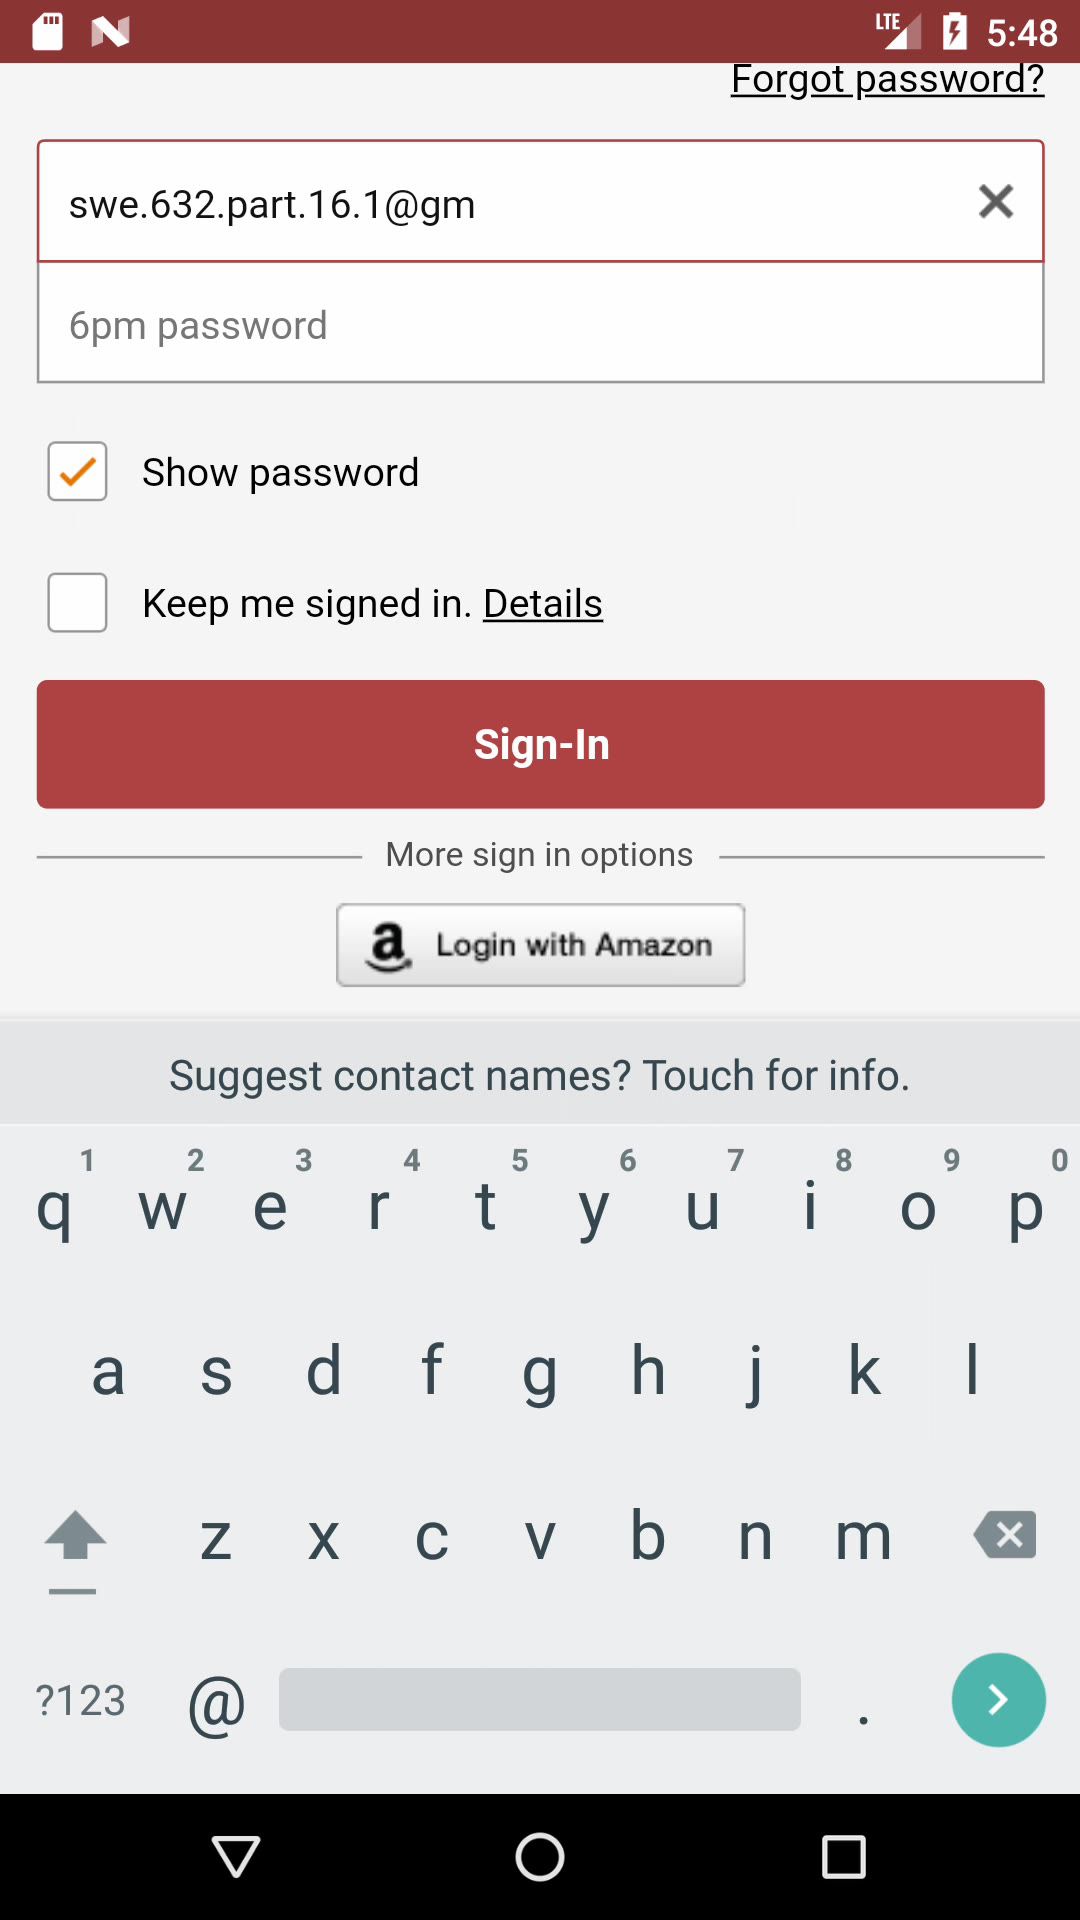 LTE 5:48
Forgot password?
swe.632.part.16.1@gm
6pm password
Show password
Keep me signed in. Details
Sign-In
More sign in options
a Login with Amazon
Suggest contact names? Touch for info.
1 2 3 4 5 6 7 8 9 0
q w e r t y u i o p
a s d f g h j k l
z x c v b n m
?123 @ .